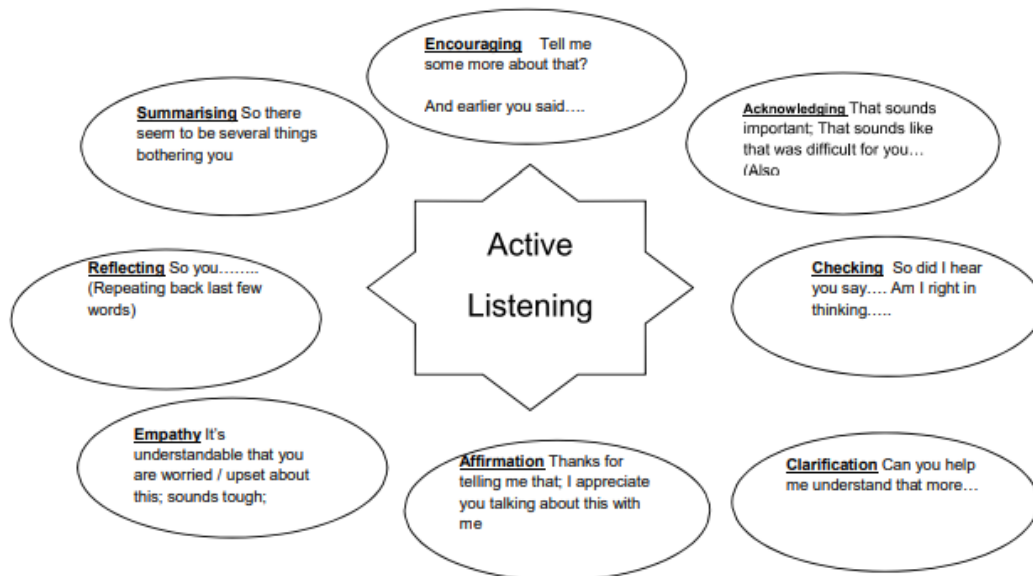 Encouraging Tell me
some more about that?
And earlier you said….
Summarising So there
seem to be several things
bothering you
Acknowledging That sounds
important; That sounds like
that was difficult for you…
(Also
Active
Listening
Reflecting So you……..
(Repeating back last few
words)
Checking So did I hear
you say…. Am I right in
thinking…..
Empathy It's
understandable that you
are worried / upset about
this; sounds tough;
Affirmation Thanks for
telling me that; I appreciate
you talking about this with
me
Clarification Can you help
me understand that more…